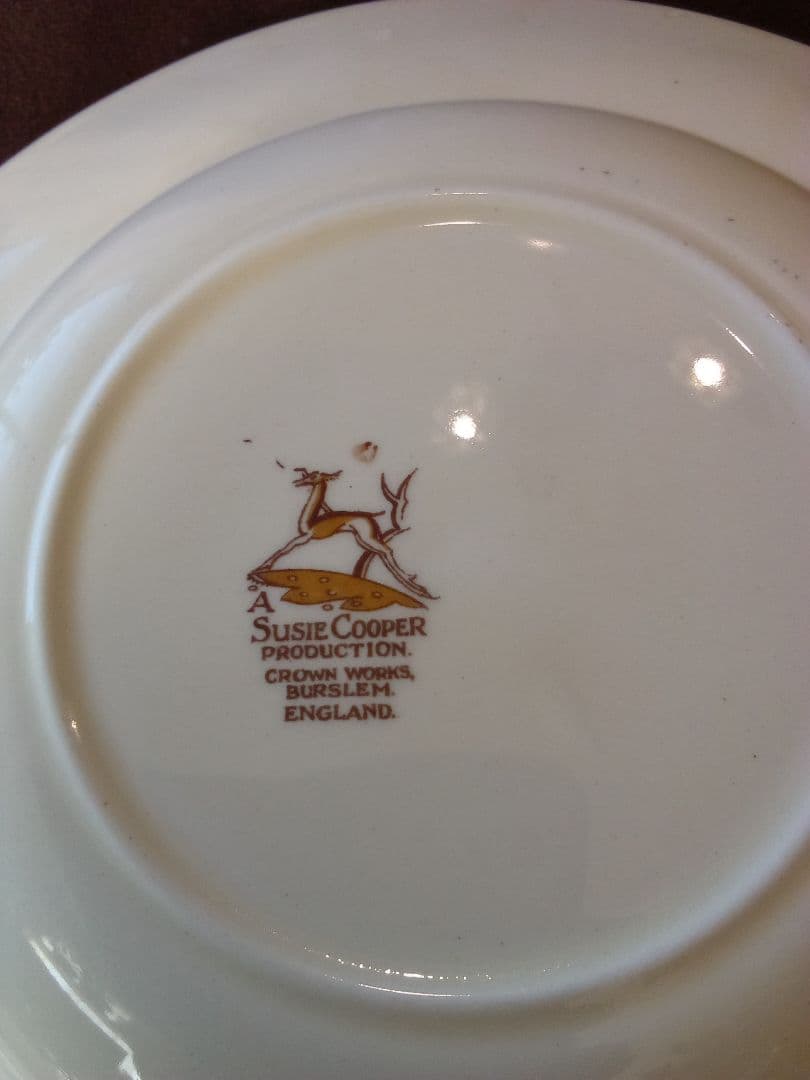 A
SUSIE COOPER
PRODUCTION.
CROWN WORKS,
BURSLEM.
ENGLAND.